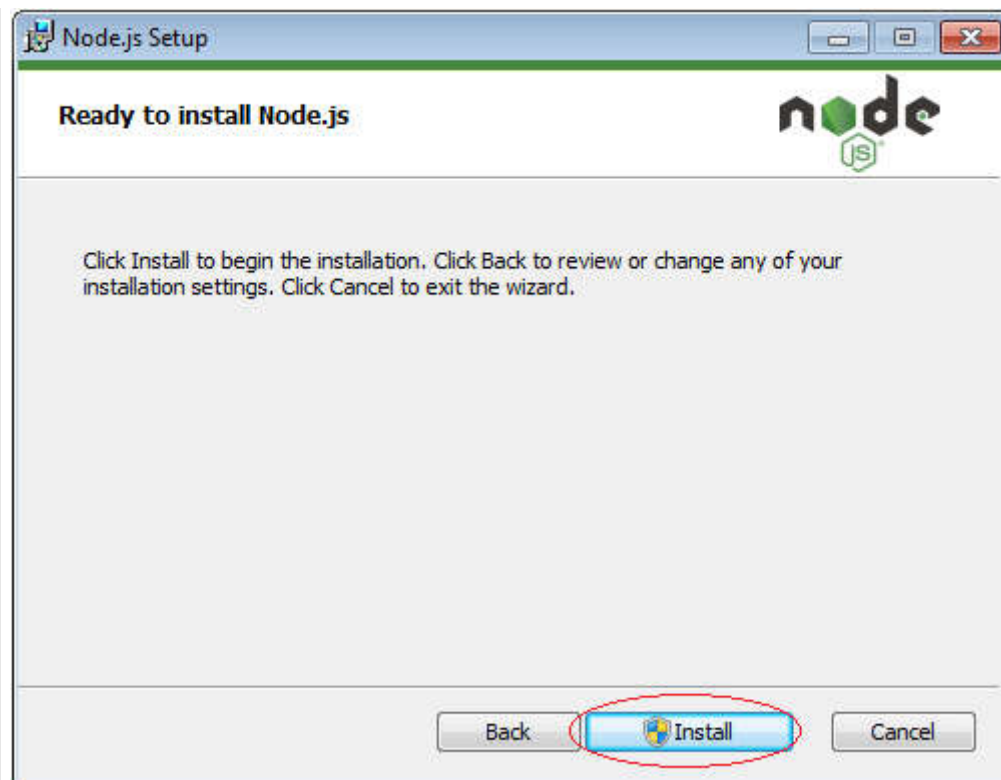 Node.js Setup
Ready to install Node.js
node
JS
Click Install to begin the installation. Click Back to review or change any of your
installation settings. Click Cancel to exit the wizard.
Back
Install
Cancel